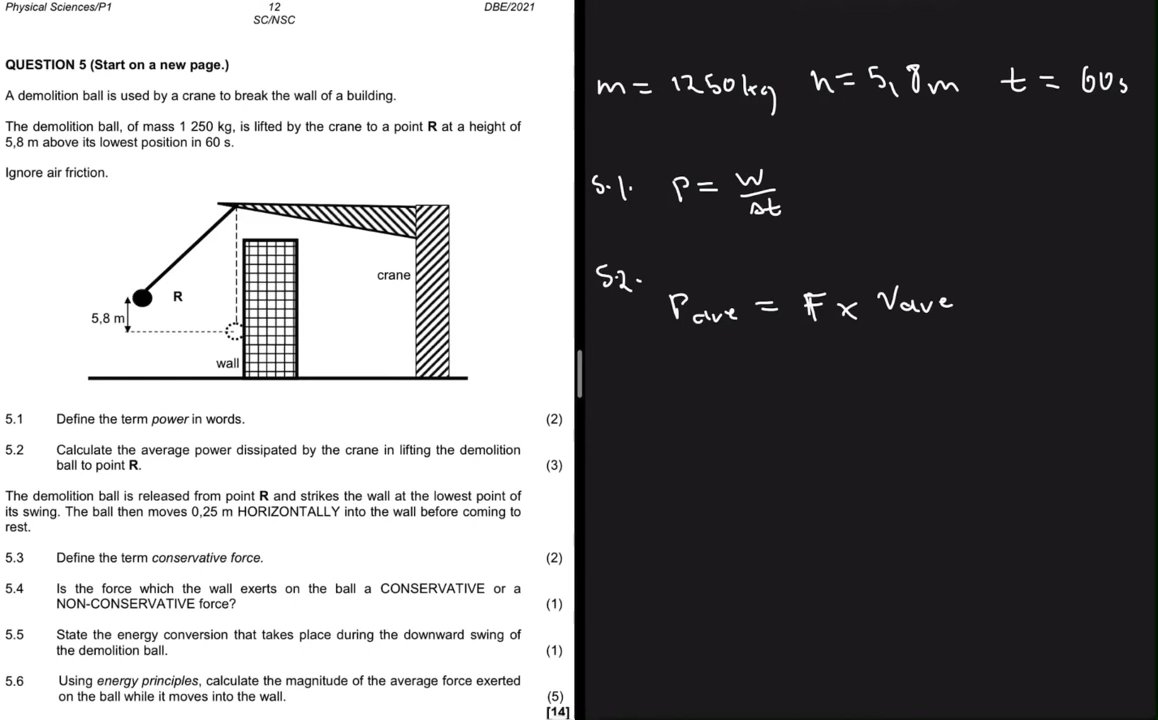 Physical Sciences/P1 12 DBE/2021
SC/NSC
QUESTION 5 (Start on a new page.)
A demolition ball is used by a crane to break the wall of a building.
The demolition ball, of mass 1 250 kg, is lifted by the crane to a point R at a height of
5,8 m above its lowest position in 60 s.
Ignore air friction.
crane
R
5,8 m
wall
5.1 Define the term power in words. (2)
5.2 Calculate the average power dissipated by the crane in lifting the demolition
ball to point R. (3)
The demolition ball is released from point R and strikes the wall at the lowest point of
its swing. The ball then moves 0,25 m HORIZONTALLY into the wall before coming to
rest.
5.3 Define the term conservative force. (2)
5.4 Is the force which the wall exerts on the ball a CONSERVATIVE or a
NON-CONSERVATIVE force? (1)
5.5 State the energy conversion that takes place during the downward swing of
the demolition ball. (1)
5.6 Using energy principles, calculate the magnitude of the average force exerted
on the ball while it moves into the wall. (5)
[14]
m = 1250kg h = 5,8m t = 60s
5.1. P = W/Δt
5.2.
Pave = F x Vave